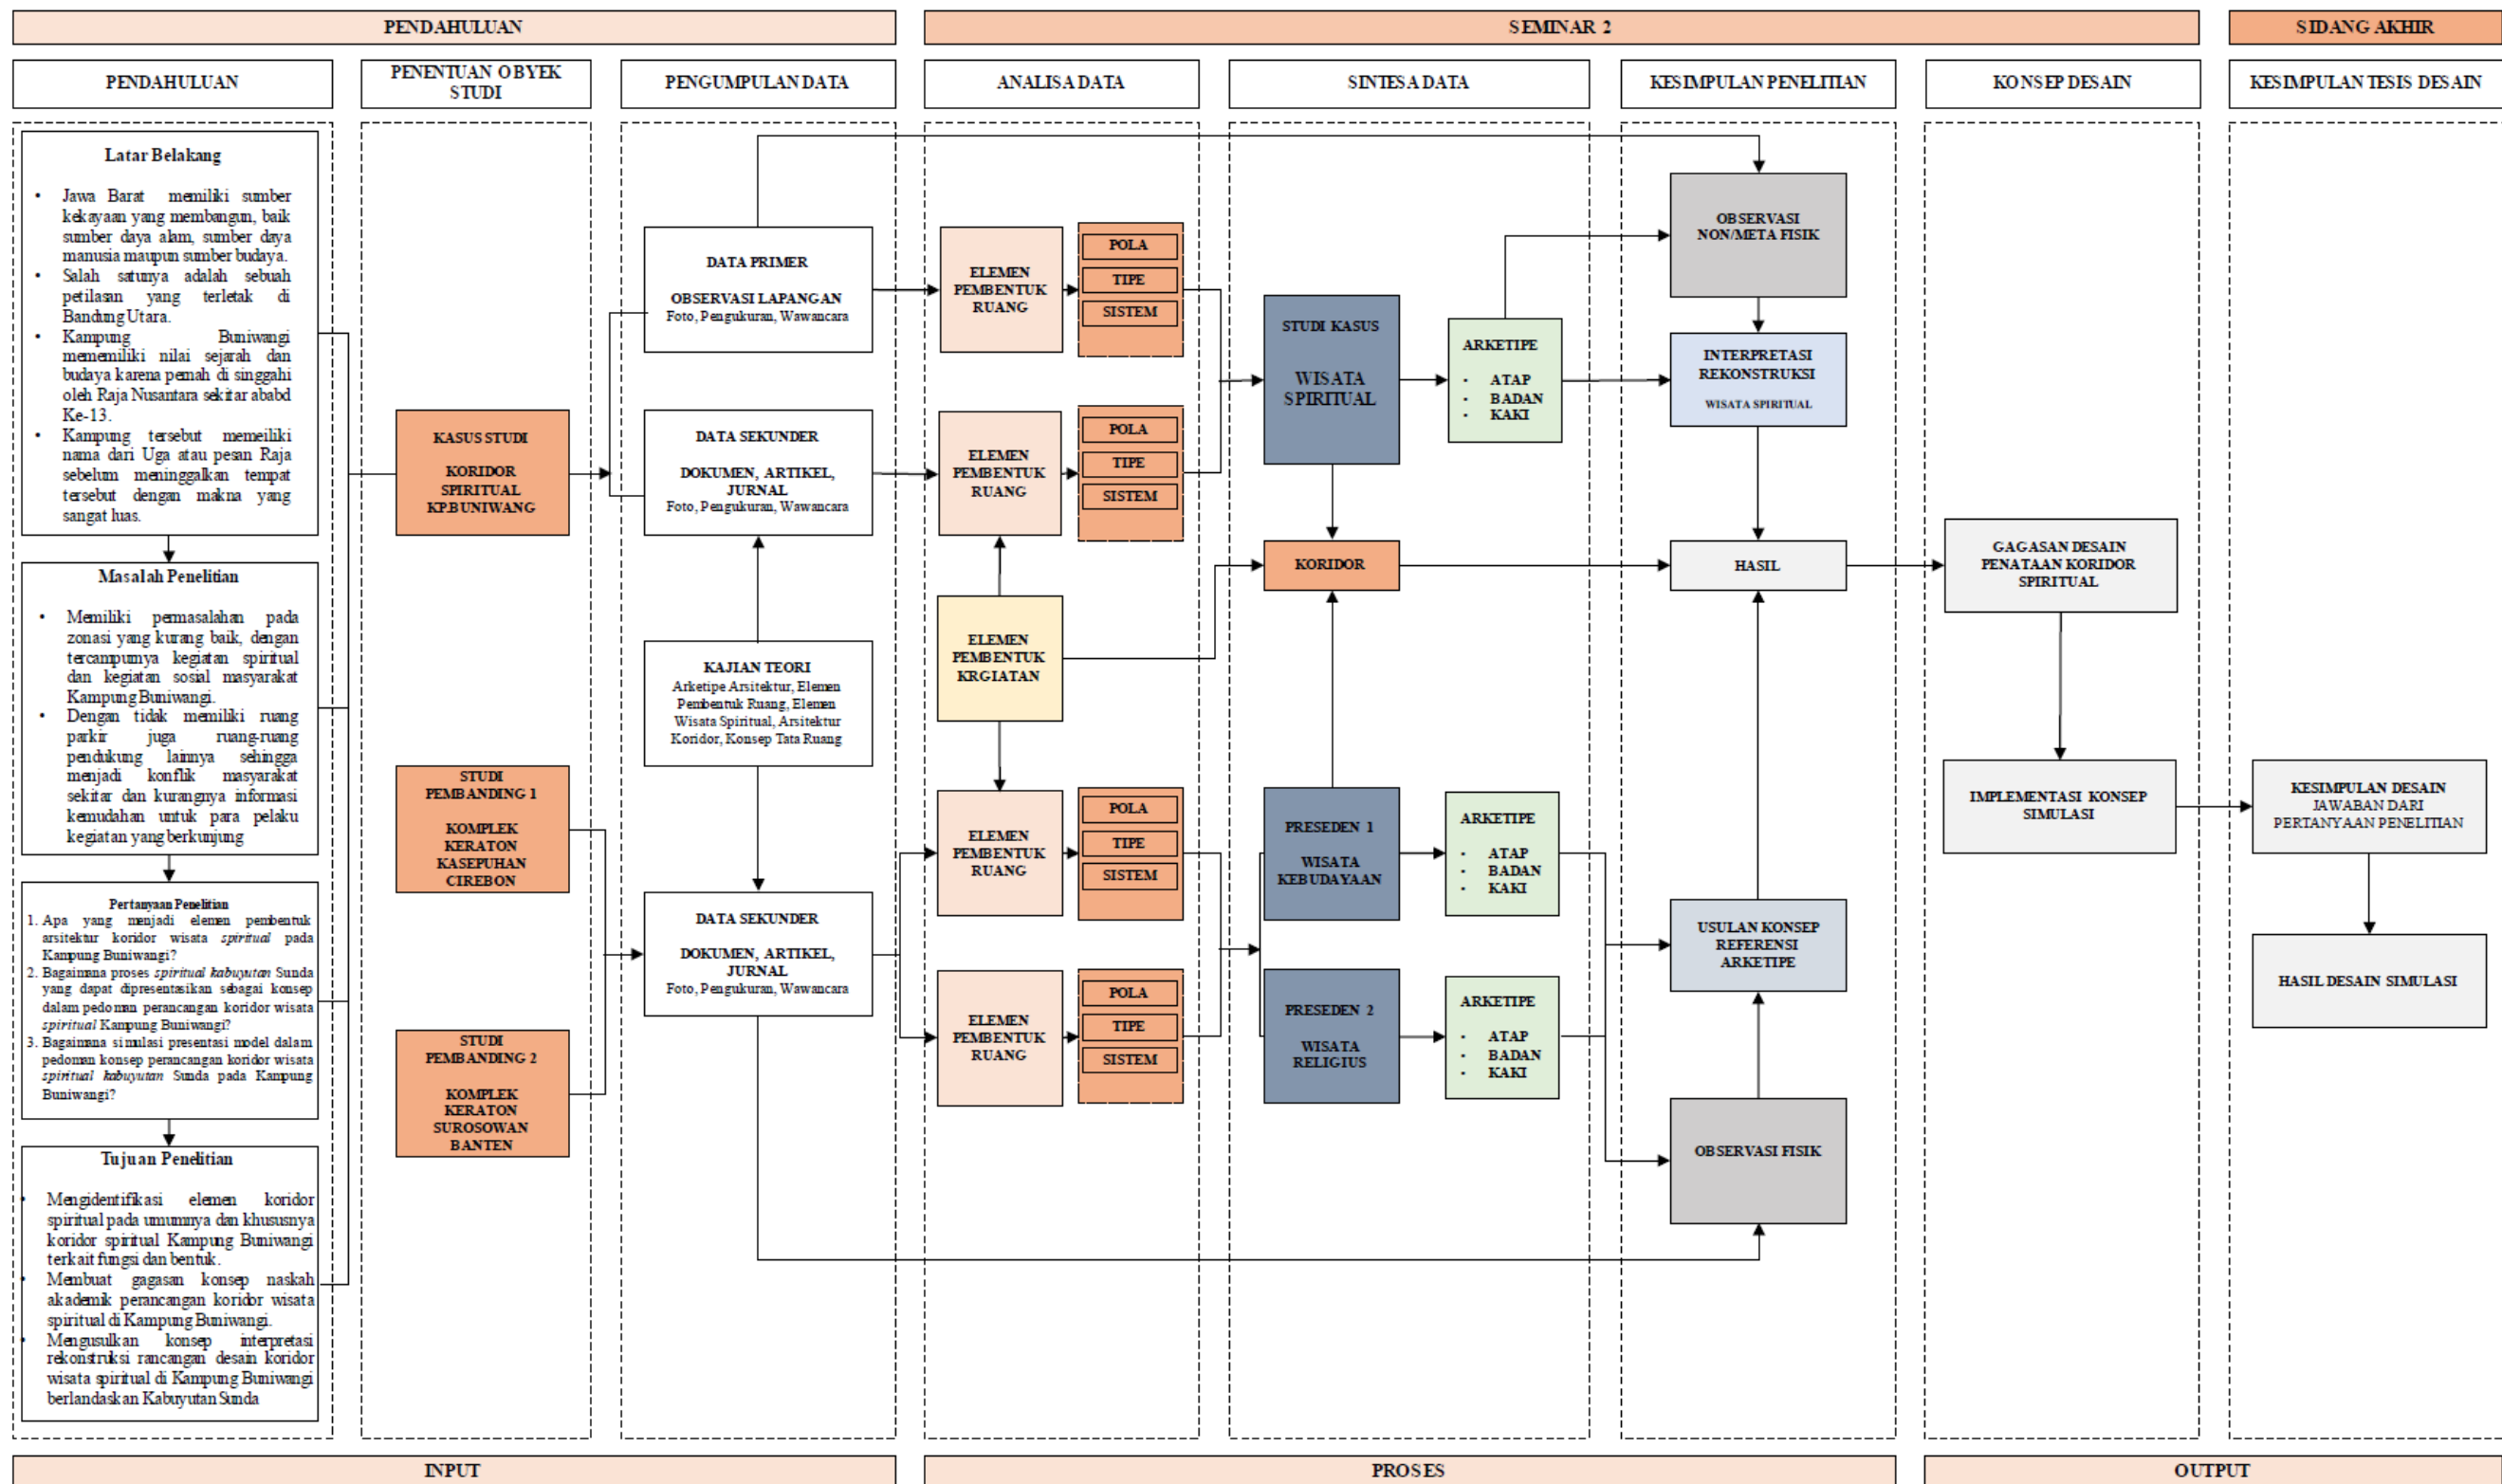 PENDAHULUAN
SEMINAR 2
SIDANG AKHIR
PENDAHULUAN
PENENTUAN OBYEK
STUDI
PENGUMPULAN DATA
ANALISA DATA
SINTESA DATA
KESIMPULAN PENELITIAN
KONSEP DESAIN
KESIMPULAN TESIS DESAIN
Latar Belakang
• Jawa Barat memiliki sumber
kekayaan yang membangun, baik
sumber daya alam, sumber daya
manusia maupun sumber budaya.
• Salah satunya adalah sebuah
petilasan yang terletak di
Bandung Utara.
• Kampung Buniwangi
mememiliki nilai sejarah dan
budaya karena pernah di singgahi
oleh Raja Nusantara sekitar ababd
Ke-13.
• Kampung tersebut memeiliki
nama dari Uga atau pesan Raja
sebelum meninggalkan tempat
tersebut dengan makna yang
sangat luas.
Masalah Penelitian
• Memiliki permasalahan pada
zonasi yang kurang baik, dengan
tercampurnya kegiatan spiritual
dan kegiatan sosial masyarakat
Kampung Buniwangi.
• Dengan tidak memiliki ruang
parkir juga ruang-ruang
pendukung lainnya sehingga
menjadi konflik masyarakat
sekitar dan kurangnya informasi
kemudahan untuk para pelaku
kegiatan yang berkunjung
Pertanyaan Penelitian
1. Apa yang menjadi elemen pembentuk
arsitektur koridor wisata spiritual pada
Kampung Buniwangi?
2. Bagaimana proses spiritual kabuyutan Sunda
yang dapat dipresentasikan sebagai konsep
dalam pedoman perancangan koridor wisata
spiritual Kampung Buniwangi?
3. Bagaimana simulasi presentasi model dalam
pedoman konsep perancangan koridor wisata
spiritual kabuyutan Sunda pada Kampung
Buniwangi?
Tujuan Penelitian
• Mengidentifikasi elemen koridor
spiritual pada umumnya dan khususnya
koridor spiritual Kampung Buniwangi
terkait fungsi dan bentuk.
• Membuat gagasan konsep naskah
akademik perancangan koridor wisata
spiritual di Kampung Buniwangi.
• Mengusulkan konsep interpretasi
rekonstruksi rancangan desain koridor
wisata spiritual di Kampung Buniwangi
berlandaskan Kabuyutan Sunda
KASUS STUDI
KORIDOR
SPIRITUAL
KP.BUNIWANG
STUDI
PEMBANDING 1
KOMPLEK
KERATON
KASEPUHAN
CIREBON
STUDI
PEMBANDING 2
KOMPLEK
KERATON
SUROSOWAN
BANTEN
DATA PRIMER
OBSERVASI LAPANGAN
Foto, Pengukuran, Wawancara
DATA SEKUNDER
DOKUMEN, ARTIKEL,
JURNAL
Foto, Pengukuran, Wawancara
KAJIAN TEORI
Arketipe Arsitektur, Elemen
Pembentuk Ruang, Elemen
Wisata Spiritual, Arsitektur
Koridor, Konsep Tata Ruang
DATA SEKUNDER
DOKUMEN, ARTIKEL,
JURNAL
Foto, Pengukuran, Wawancara
ELEMEN
PEMBENTUK
RUANG
POLA
TIPE
SISTEM
ELEMEN
PEMBENTUK
RUANG
POLA
TIPE
SISTEM
ELEMEN
PEMBENTUK
KRGIATAN
ELEMEN
PEMBENTUK
RUANG
POLA
TIPE
SISTEM
ELEMEN
PEMBENTUK
RUANG
POLA
TIPE
SISTEM
STUDI KASUS
WISATA
SPIRITUAL
ARKETIPE
• ATAP
• BADAN
• KAKI
KORIDOR
PRESEDEN 1
WISATA
KEBUDAYAAN
ARKETIPE
• ATAP
• BADAN
• KAKI
PRESEDEN 2
WISATA
RELIGIUS
ARKETIPE
• ATAP
• BADAN
• KAKI
OBSERVASI
NON/META FISIK
INTERPRETASI
REKONSTRUKSI
WISATA SPIRITUAL
HASIL
USULAN KONSEP
REFERENSI
ARKETIPE
OBSERVASI FISIK
GAGASAN DESAIN
PENATAAN KORIDOR
SPIRITUAL
IMPLEMENTASI KONSEP
SIMULASI
KESIMPULAN DESAIN
JAWABAN DARI
PERTANYAAN PENELITIAN
HASIL DESAIN SIMULASI
INPUT
PROSES
OUTPUT